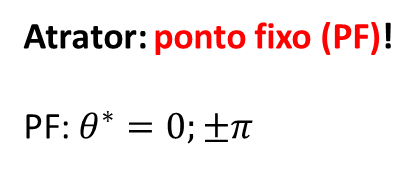 Atrator: ponto fixo (PF)!
PF: θ* = 0; ±π